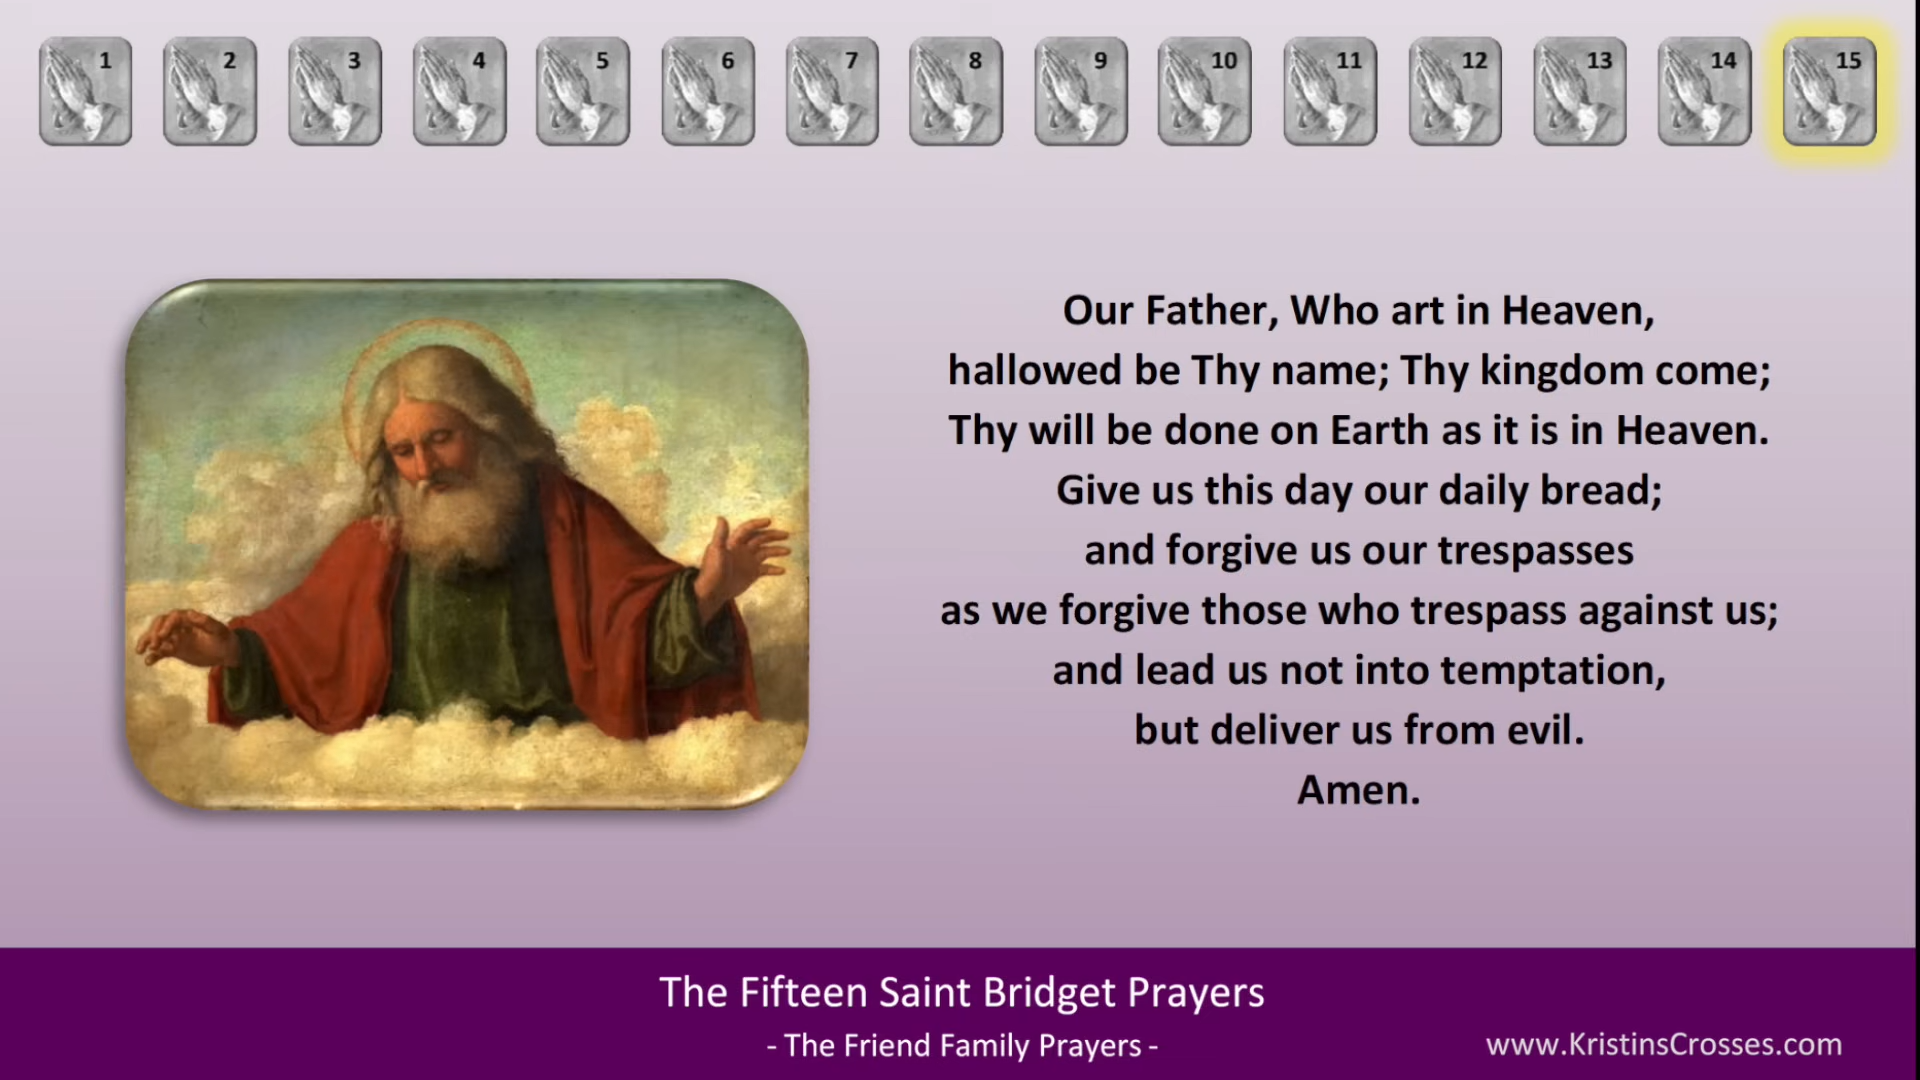 1 2 3 4 5 6 7 8 9 10 11 12 13 14 15
Our Father, Who art in Heaven,
hallowed be Thy name; Thy kingdom come;
Thy will be done on Earth as it is in Heaven.
Give us this day our daily bread;
and forgive us our trespasses
as we forgive those who trespass against us;
and lead us not into temptation,
but deliver us from evil.
Amen.
The Fifteen Saint Bridget Prayers
- The Friend Family Prayers -
www.KristinsCrosses.com